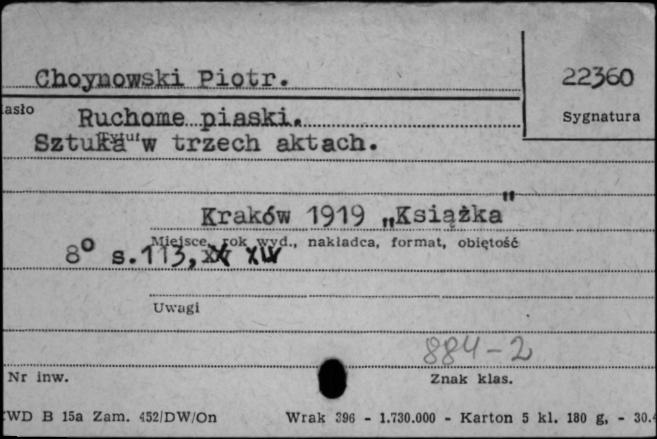 Choynowski Piotr.
22360
asło
Ruchome piaski.
Sygnatura
Tytuł
Sztuka w trzech aktach.
Kraków 1919 „Książka"
Miejsce, rok wyd., nakładca, format, objętość
8° s.113,
Uwagi
884-2
Nr inw.
Znak klas.
WD B 15a Zam. 452/DW/On Wrak 396 - 1.730.000 - Karton 5 kl. 180 g, - 30.